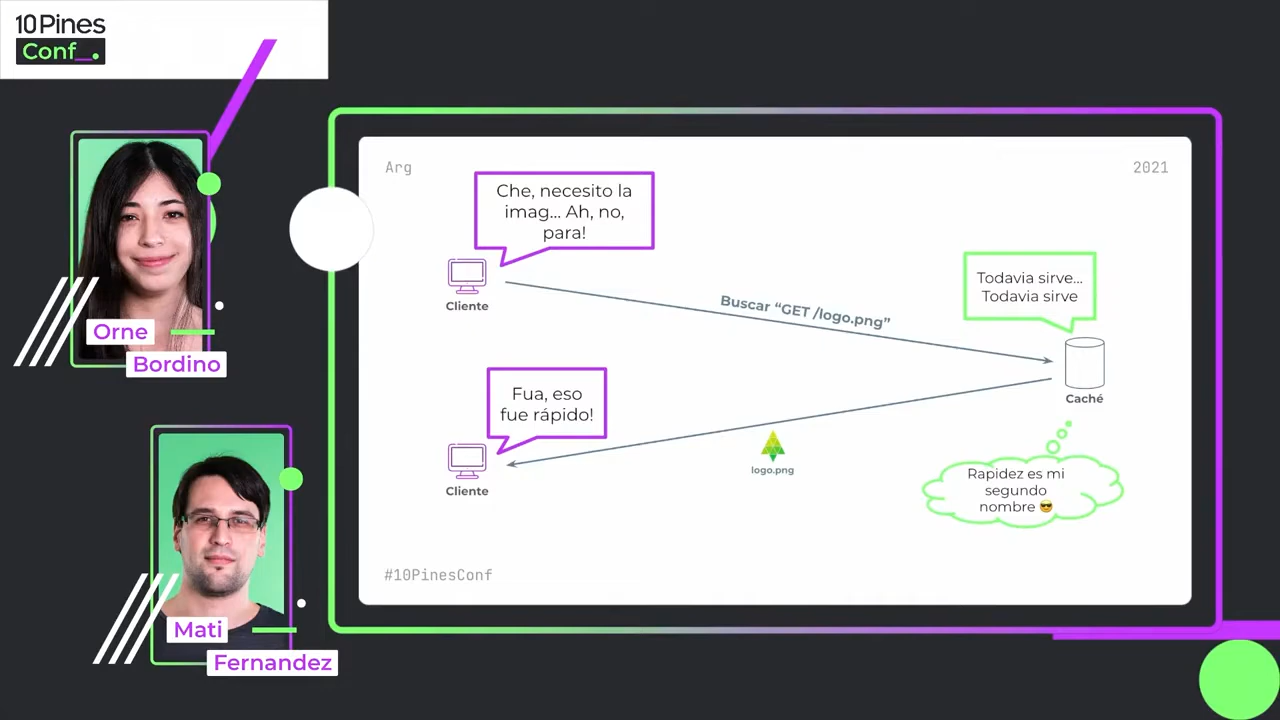 10Pines
Conf_.
Orne
Bordino
Mati
Fernandez
Arg
2021
Che, necesito la
imag... Ah, no,
para!
Cliente
Buscar “GET /logo.png”
Todavia sirve...
Todavia sirve
Caché
Fua, eso
fue rápido!
Cliente
logo.png
Rapidez es mi
segundo
nombre 😎
#10PinesConf